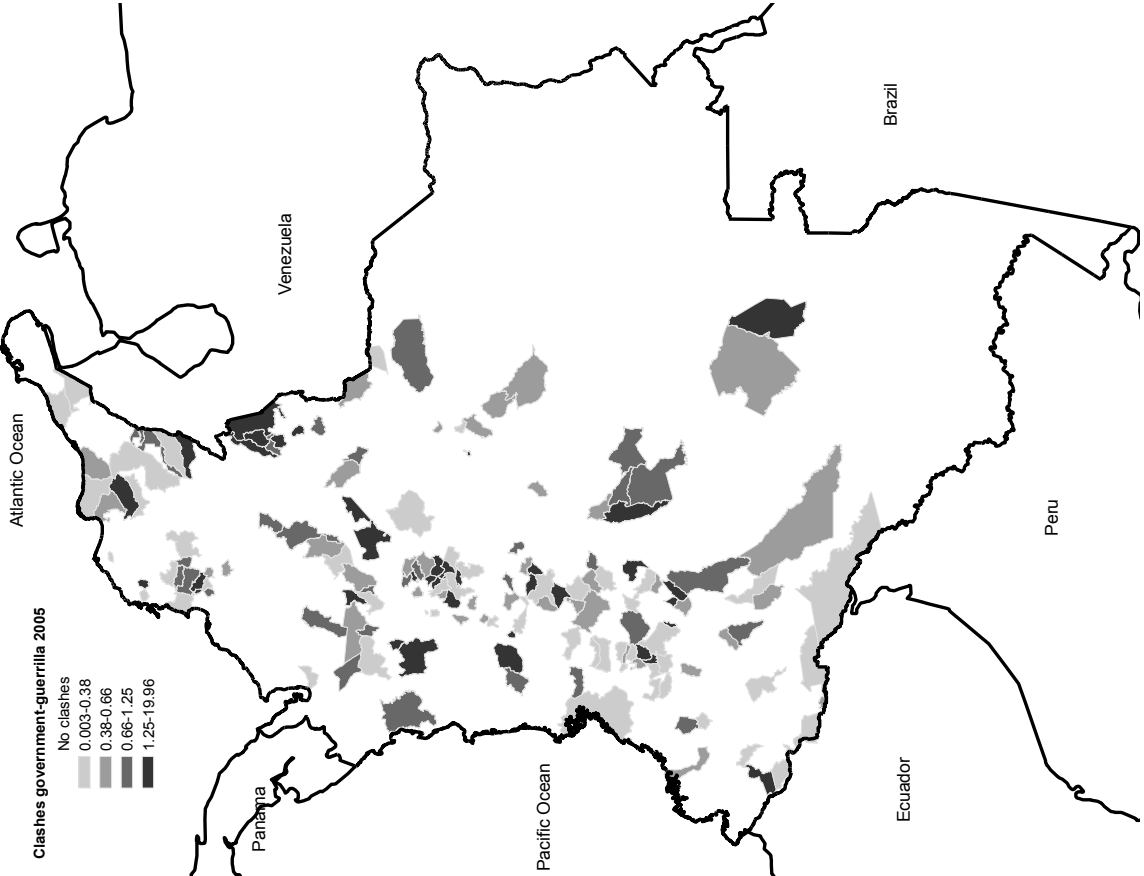 Clashes government-guerrilla 2005
No clashes
0.003-0.38
0.38-0.66
0.66-1.25
1.25-19.96
Atlantic Ocean
Venezuela
Brazil
Panama
Pacific Ocean
Ecuador
Peru